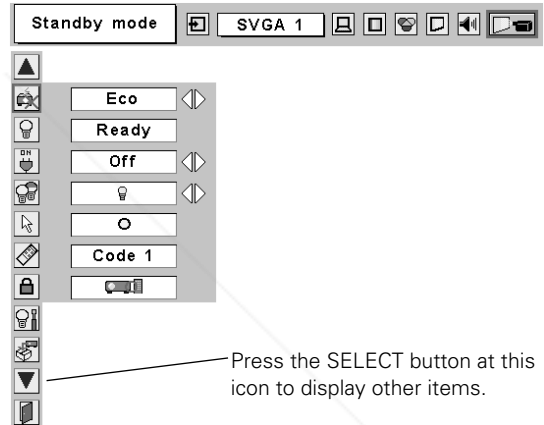 Standby mode
SVGA 1
Eco
Ready
ON
Off
Code 1
Press the SELECT button at this
icon to display other items.